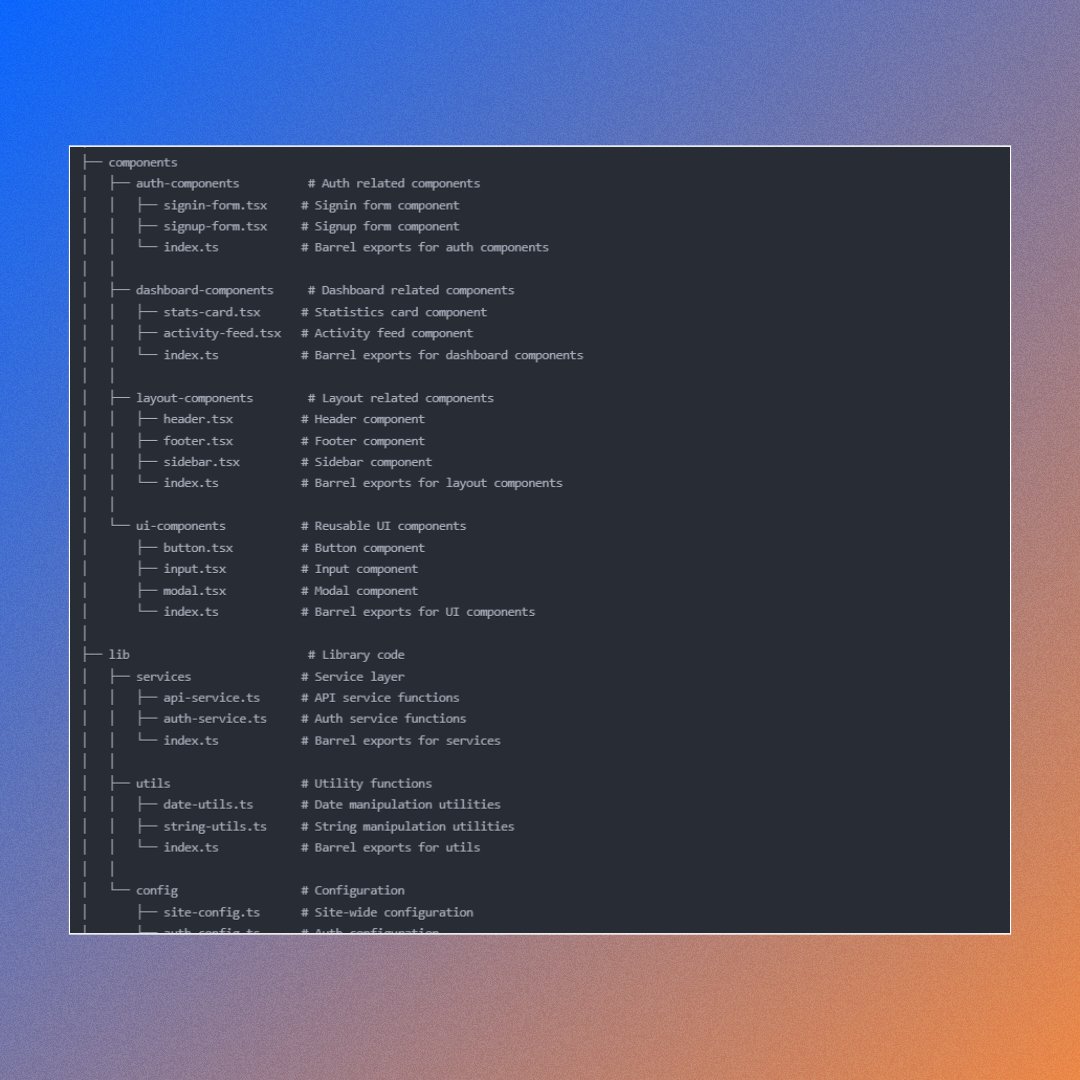 ├── components
│   ├── auth-components          # Auth related components
│   │   ├── signin-form.tsx     # Signin form component
│   │   ├── signup-form.tsx     # Signup form component
│   │   └── index.ts            # Barrel exports for auth components
│   │
│   ├── dashboard-components     # Dashboard related components
│   │   ├── stats-card.tsx      # Statistics card component
│   │   ├── activity-feed.tsx   # Activity feed component
│   │   └── index.ts            # Barrel exports for dashboard components
│   │
│   ├── layout-components        # Layout related components
│   │   ├── header.tsx          # Header component
│   │   ├── footer.tsx          # Footer component
│   │   ├── sidebar.tsx         # Sidebar component
│   │   └── index.ts            # Barrel exports for layout components
│   │
│   └── ui-components           # Reusable UI components
│       ├── button.tsx          # Button component
│       ├── input.tsx           # Input component
│       ├── modal.tsx           # Modal component
│       └── index.ts            # Barrel exports for UI components
│
├── lib                          # Library code
│   ├── services                # Service layer
│   │   ├── api-service.ts      # API service functions
│   │   ├── auth-service.ts     # Auth service functions
│   │   └── index.ts            # Barrel exports for services
│   │
│   ├── utils                   # Utility functions
│   │   ├── date-utils.ts       # Date manipulation utilities
│   │   ├── string-utils.ts     # String manipulation utilities
│   │   └── index.ts            # Barrel exports for utils
│   │
│   └── config                  # Configuration
│       ├── site-config.ts      # Site-wide configuration
│       └── auth-config.ts      # Auth configuration